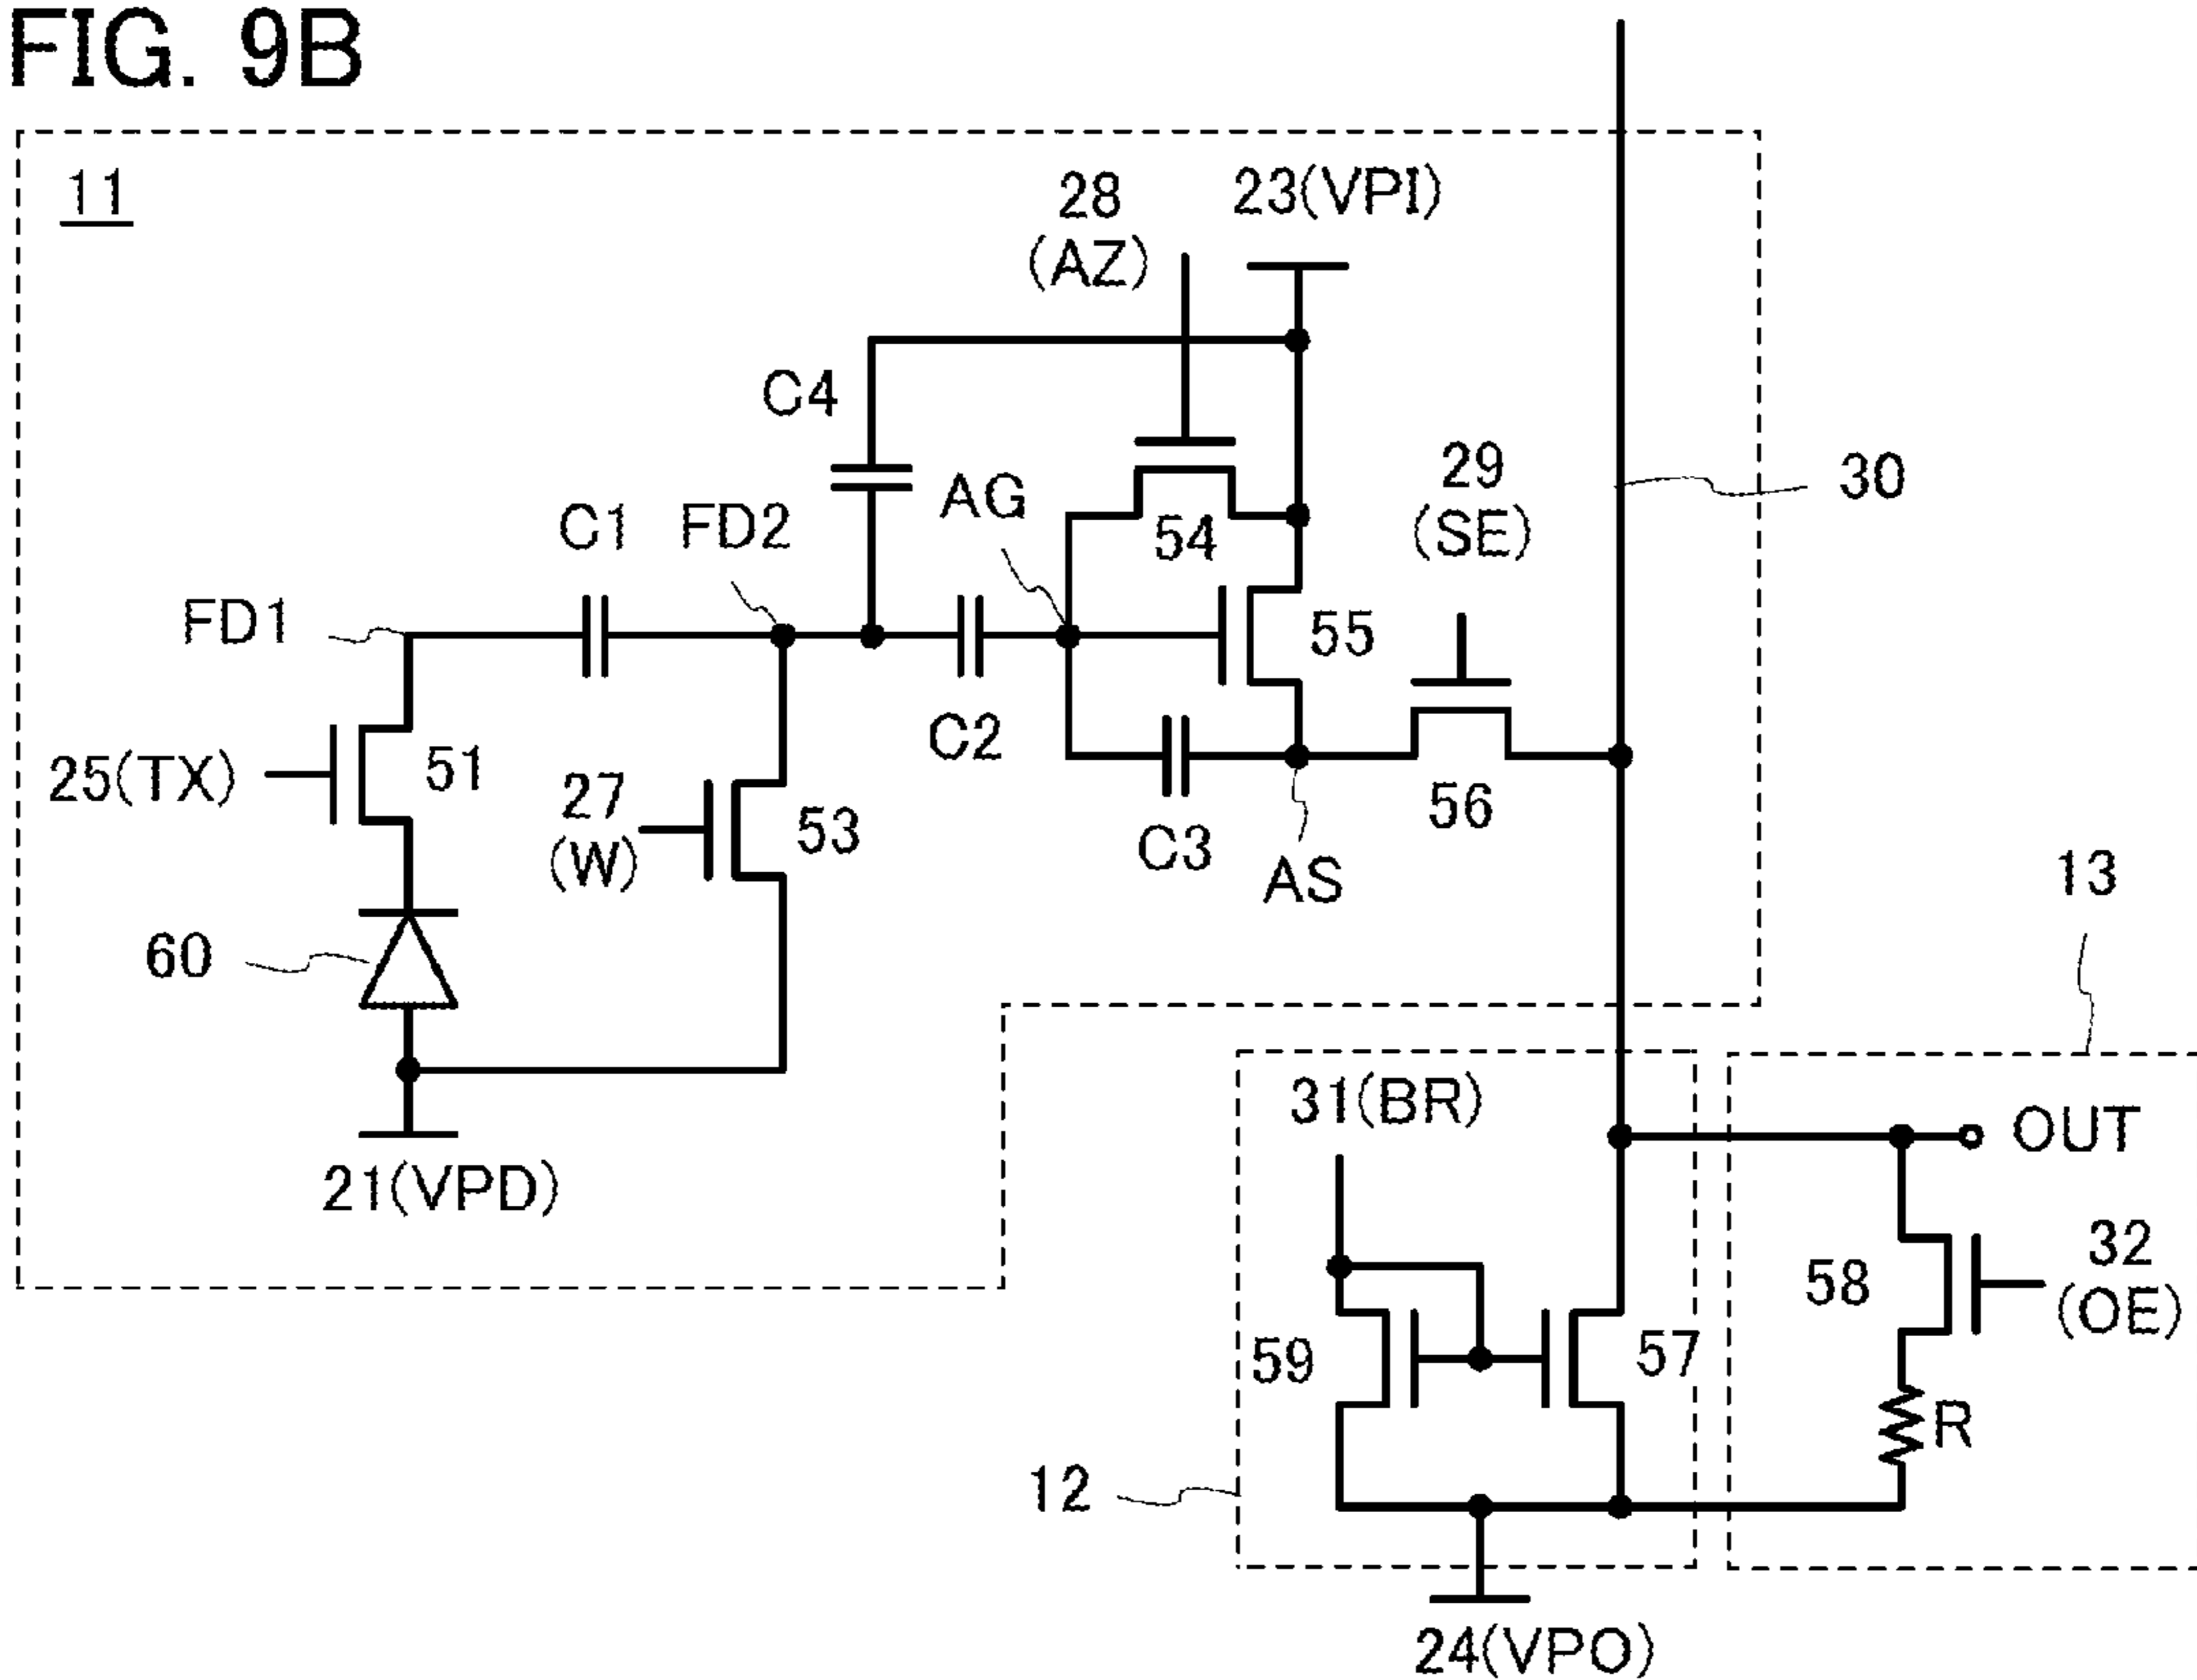 FIG. 9B
11
28
(AZ)
23(VPI)
C4
AG
29
(SE)
30
C1
FD2
54
FD1
55
C2
25(TX)
51
27
(W)
53
C3
56
AS
13
60
31(BR)
OUT
21(VPD)
58
32
(OE)
59
57
R
12
24(VPO)